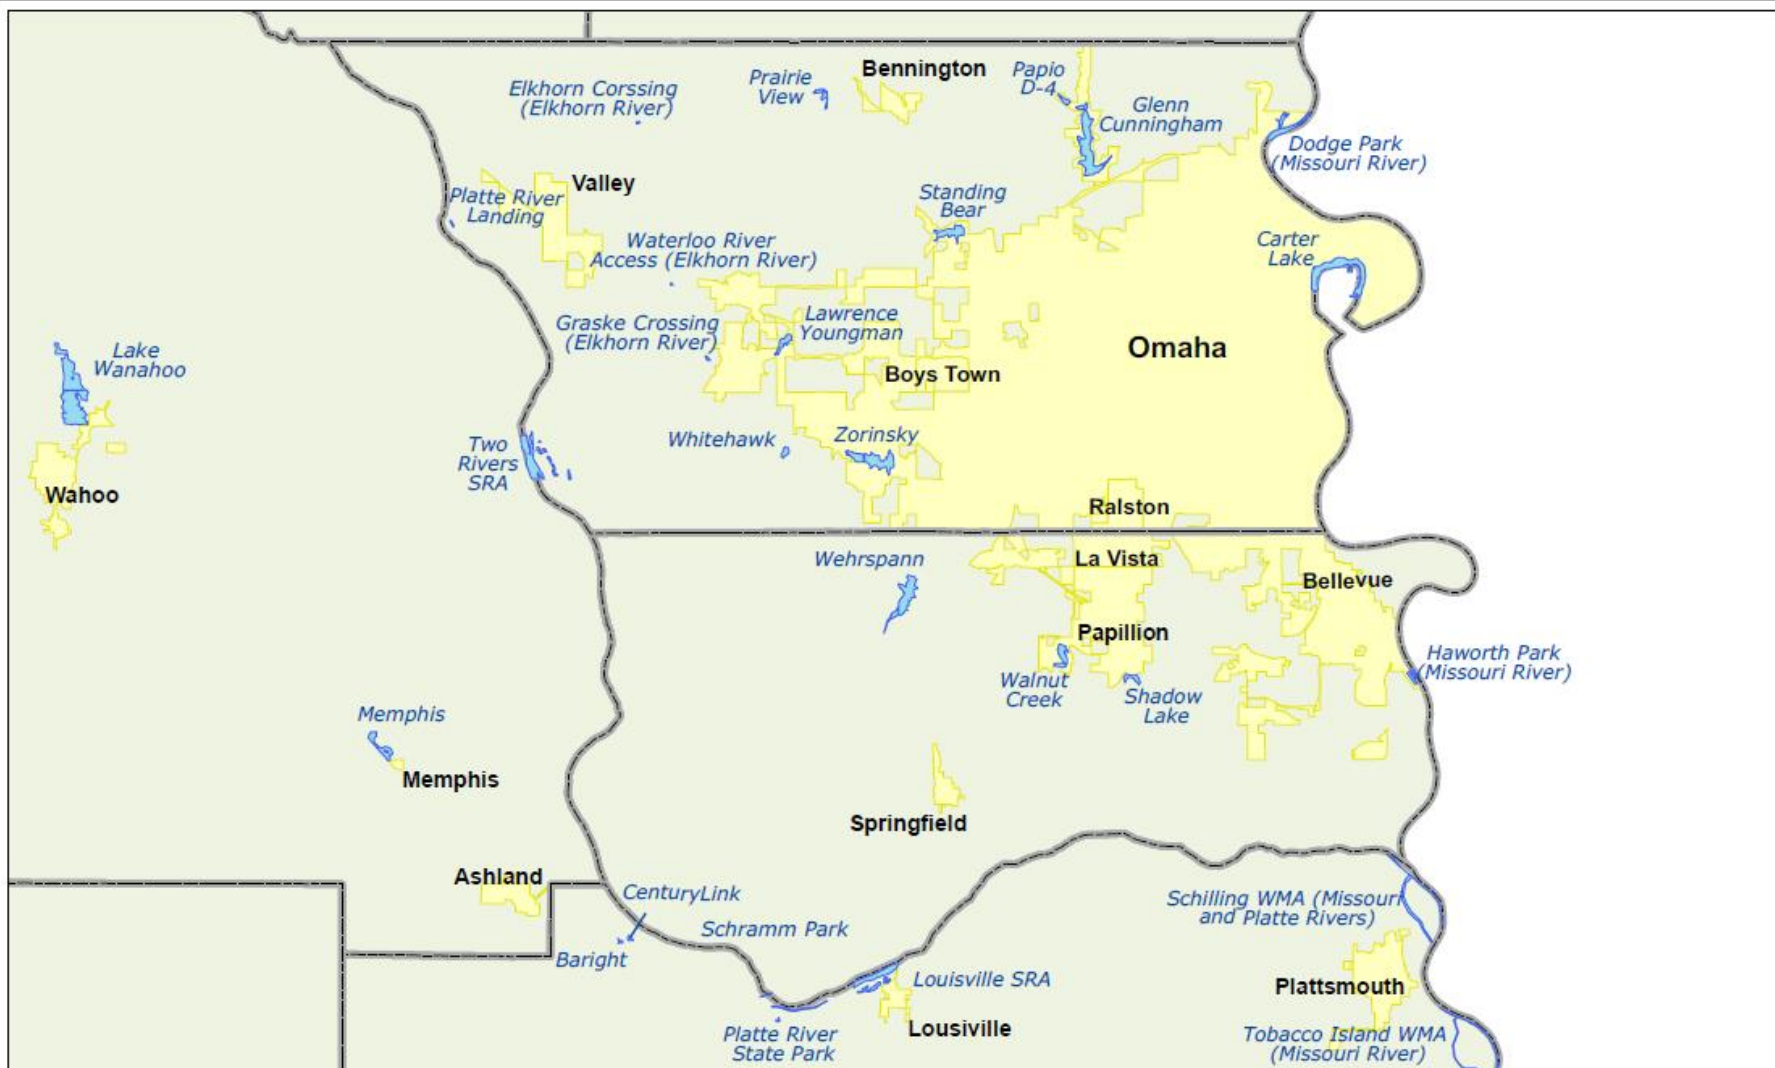 Bennington
Elkhorn Corssing
(Elkhorn River)
Prairie
View
Papio
D-4
Glenn
Cunningham
Dodge Park
(Missouri River)
Valley
Platte River
Landing
Standing
Bear
Waterloo River
Access (Elkhorn River)
Carter
Lake
Graske Crossing
(Elkhorn River)
Lawrence
Youngman
Omaha
Lake
Wanahoo
Boys Town
Two
Rivers
SRA
Whitehawk
Zorinsky
Wahoo
Ralston
Wehrspann
La Vista
Bellevue
Papillion
Haworth Park
(Missouri River)
Walnut
Creek
Shadow
Lake
Memphis
Memphis
Springfield
Ashland
CenturyLink
Schramm Park
Baright
Schilling WMA (Missouri
and Platte Rivers)
Louisville SRA
Plattsmouth
Lousiville
Platte River
State Park
Tobacco Island WMA
(Missouri River)